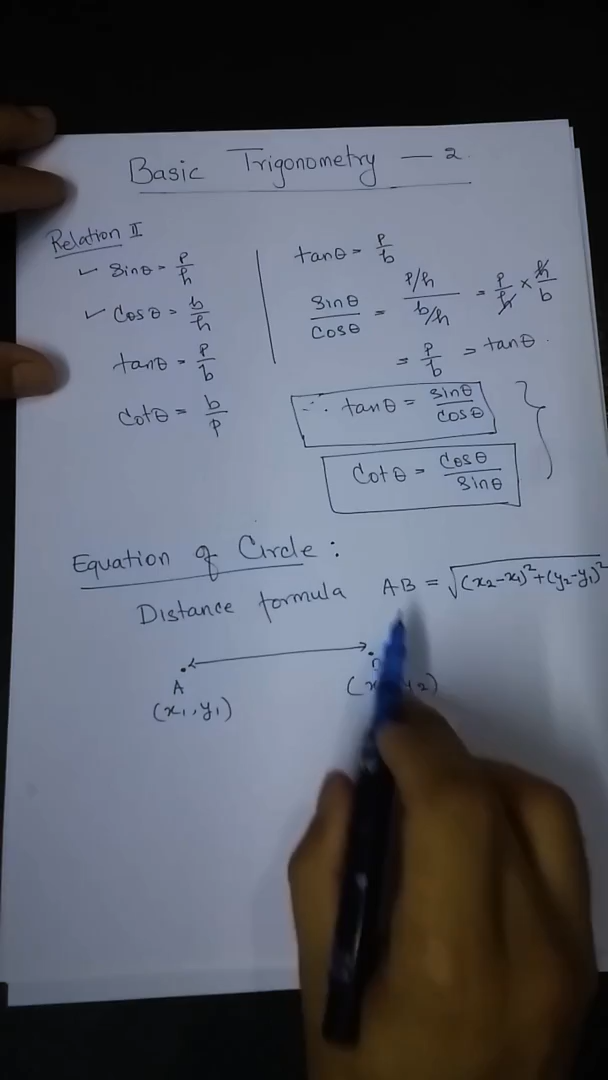 Basic Trigonometry — 2
Relation II
✓ Sinθ = p/h
✓ Cosθ = b/h
tanθ = p/b
Cotθ = b/p
tanθ = p/b
Sinθ/Cosθ = (p/h)/(b/h) = p/h × h/b
= p/b = tanθ.
∴ tanθ = Sinθ/Cosθ
Cotθ = Cosθ/Sinθ
Equation of Circle :
Distance formula AB = √(x₂-x₁)²+(y₂-y₁)²
A
(x₁, y₁)